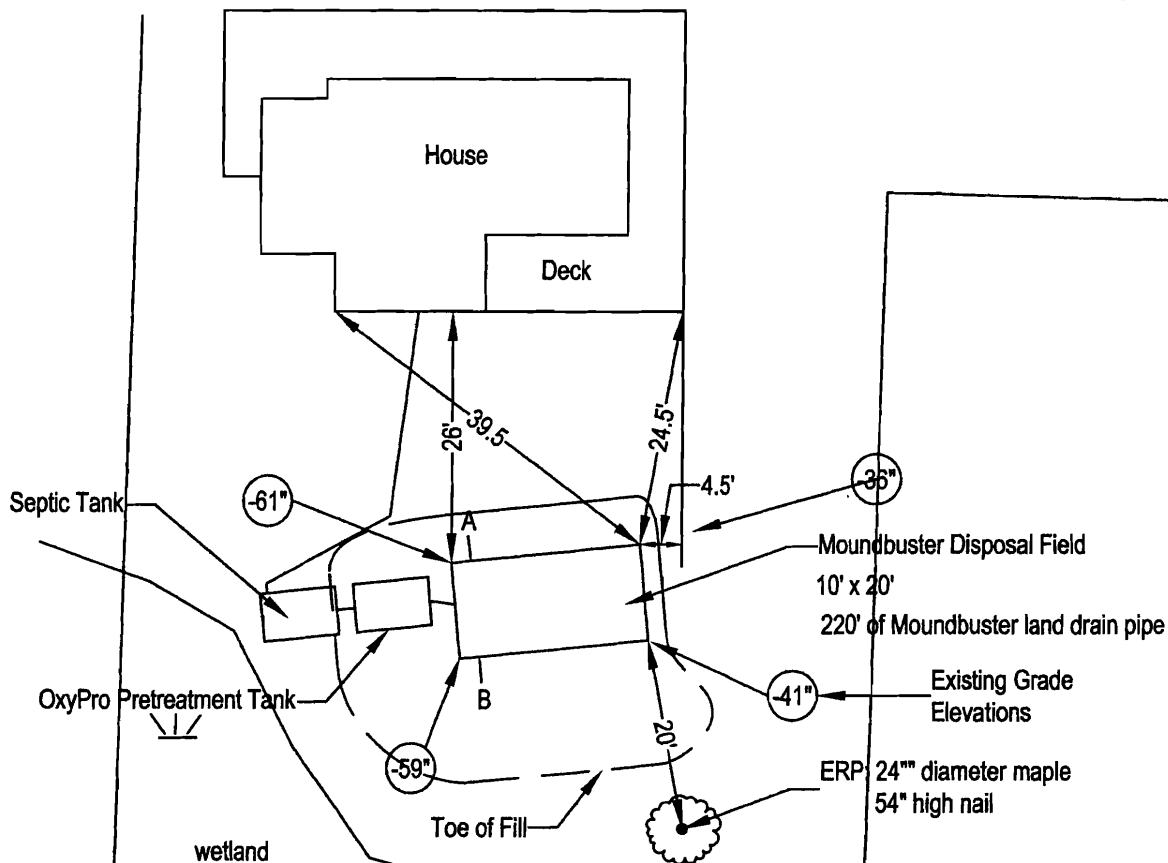 House
Deck
39.5
26'
24.5'
4.5'
-36"
Septic Tank
-61"
A
Moundbuster Disposal Field
10' x 20'
220' of Moundbuster land drain pipe
OxyPro Pretreatment Tank
B
-41"
Existing Grade
Elevations
20'
-59"
ERP: 24"" diameter maple
54" high nail
Toe of Fill
wetland